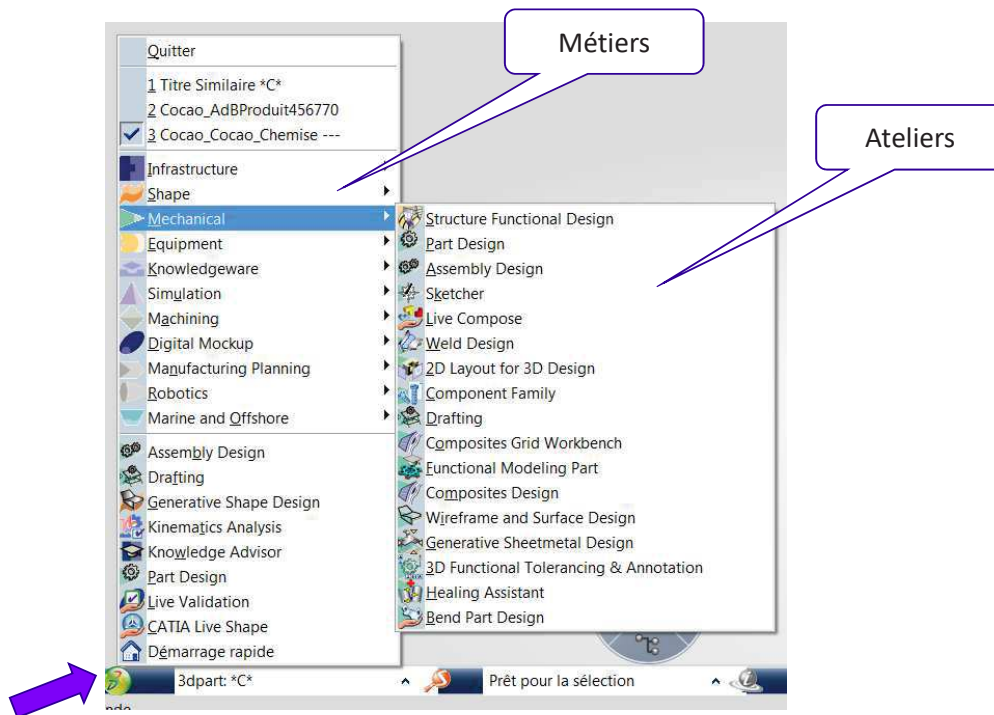 Métiers
Ateliers
Quitter
1 Titre Similaire *C*
2 Cocao_AdBProduit456770
3 Cocao_Cocao_Chemise ---
Infrastructure
Shape
Mechanical
Equipment
Knowledgeware
Simulation
Machining
Digital Mockup
Manufacturing Planning
Robotics
Marine and Offshore
Assembly Design
Drafting
Generative Shape Design
Kinematics Analysis
Knowledge Advisor
Part Design
Live Validation
CATIA Live Shape
Démarrage rapide
Structure Functional Design
Part Design
Assembly Design
Sketcher
Live Compose
Weld Design
2D Layout for 3D Design
Component Family
Drafting
Composites Grid Workbench
Functional Modeling Part
Composites Design
Wireframe and Surface Design
Generative Sheetmetal Design
3D Functional Tolerancing & Annotation
Healing Assistant
Bend Part Design
3dpart: *C*
Prêt pour la sélection